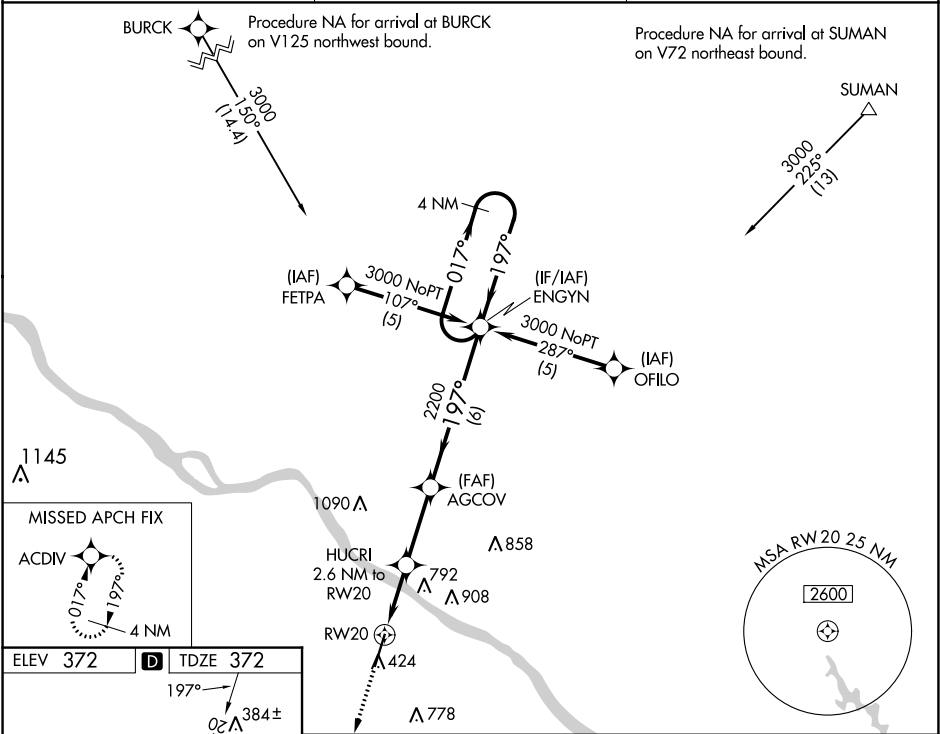 BURCK
Procedure NA for arrival at BURCK
on V125 northwest bound.
Procedure NA for arrival at SUMAN
on V72 northeast bound.
SUMAN
3000
150°
(14.4)
3000
225°
(13)
4 NM
017°
197°
(IAF)
FETPA
3000 NoPT
107°
(5)
(IF/IAF)
ENGYN
3000 NoPT
287°
(5)
(IAF)
OFILO
2200
197°
(6)
1145
(FAF)
AGCOV
1090
858
MISSED APCH FIX
ACDIV
017°
197°
4 NM
HUCRI
2.6 NM to
RW20
792
908
MSA RW20 25 NM
2600
RW20
424
778
ELEV 372
D
TDZE 372
197°
20
384±